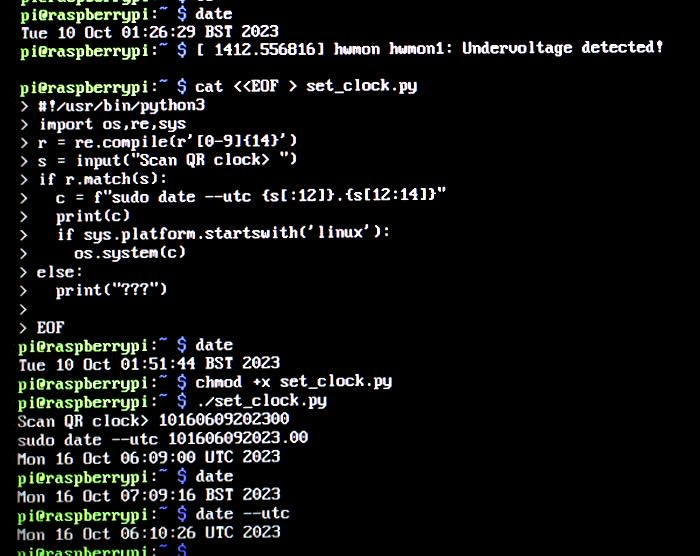 pi@raspberrypi:~ $ date
Tue 10 Oct 01:26:29 BST 2023
pi@raspberrypi:~ $ [ 1412.556816] hwmon hwmon1: Undervoltage detected!
pi@raspberrypi:~ $ cat <<EOF > set_clock.py
> #!/usr/bin/python3
> import os,re,sys
> r = re.compile(r'[0-9]{14}')
> s = input("Scan QR clock> ")
> if r.match(s):
>   c = f"sudo date --utc {s[:12]}.{s[12:14]}"
>   print(c)
>   if sys.platform.startswith('linux'):
>     os.system(c)
> else:
>   print("???")
>
> EOF
pi@raspberrypi:~ $ date
Tue 10 Oct 01:51:44 BST 2023
pi@raspberrypi:~ $ chmod +x set_clock.py
pi@raspberrypi:~ $ ./set_clock.py
Scan QR clock> 10160609202300
sudo date --utc 101606092023.00
Mon 16 Oct 06:09:00 UTC 2023
pi@raspberrypi:~ $ date
Mon 16 Oct 07:09:16 BST 2023
pi@raspberrypi:~ $ date --utc
Mon 16 Oct 06:10:26 UTC 2023
pi@raspberrypi:~ $